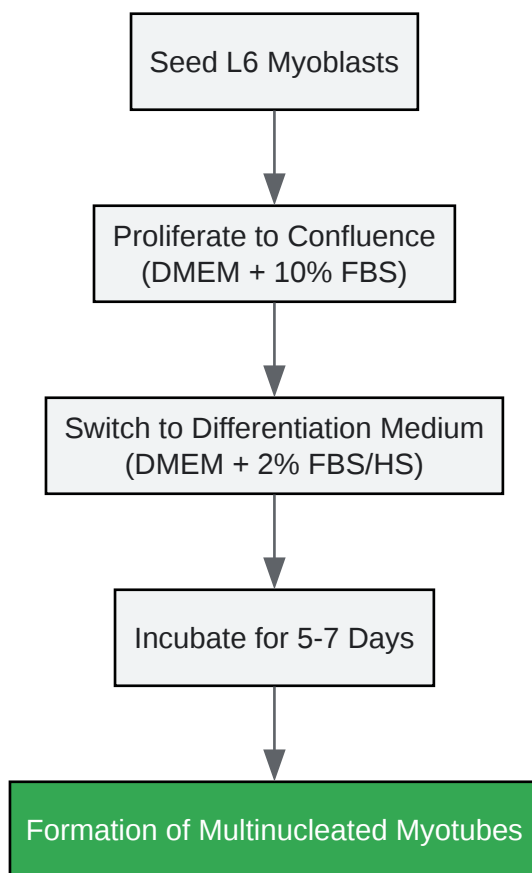 Seed L6 Myoblasts
Proliferate to Confluence
(DMEM + 10% FBS)
Switch to Differentiation Medium
(DMEM + 2% FBS/HS)
Incubate for 5-7 Days
Formation of Multinucleated Myotubes